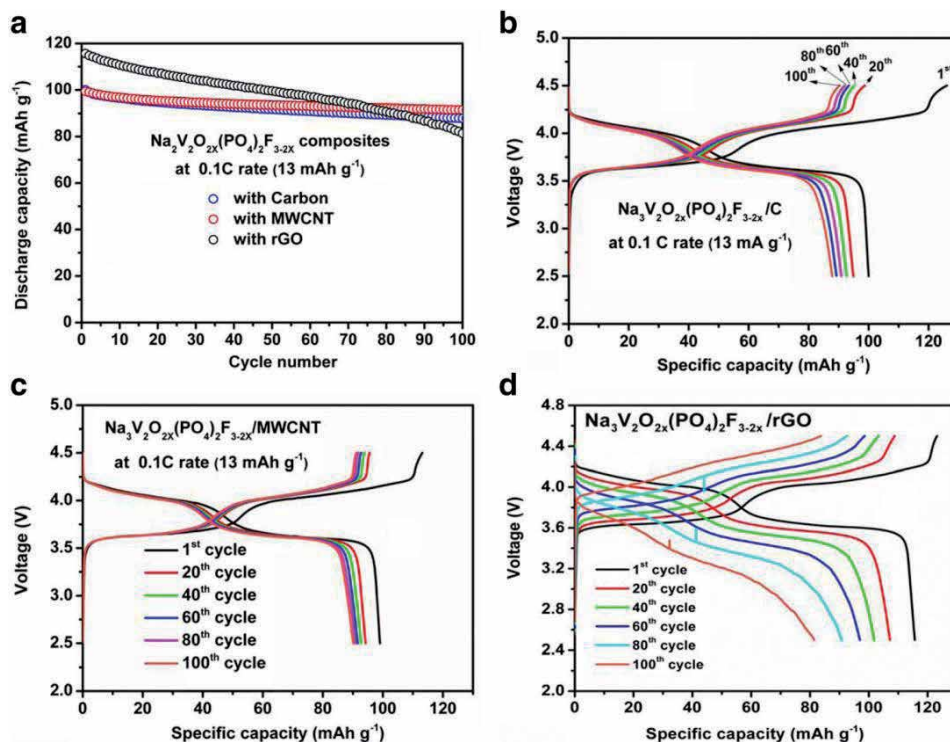 a
Discharge capacity (mAh g⁻¹)
120
100
80
60
40
20
0
Na₂V₂O₂ₓ(PO₄)₂F₃₋₂ₓ composites
at 0.1C rate (13 mAh g⁻¹)
with Carbon
with MWCNT
with rGO
0 10 20 30 40 50 60 70 80 90 100
Cycle number
b
Voltage (V)
5.0
4.5
4.0
3.5
3.0
2.5
2.0
80ᵗʰ 60ᵗʰ 1ˢᵗ
100ᵗʰ 40ᵗʰ 20ᵗʰ
Na₃V₂O₂ₓ(PO₄)₂F₃₋₂ₓ/C
at 0.1 C rate (13 mA g⁻¹)
0 20 40 60 80 100 120
Specific capacity (mAh g⁻¹)
c
Voltage (V)
5.0
4.5
4.0
3.5
3.0
2.5
2.0
Na₃V₂O₂ₓ(PO₄)₂F₃₋₂ₓ/MWCNT
at 0.1C rate (13 mAh g⁻¹)
1ˢᵗ cycle
20ᵗʰ cycle
40ᵗʰ cycle
60ᵗʰ cycle
80ᵗʰ cycle
100ᵗʰ cycle
0 20 40 60 80 100 120
Specific capacity (mAh g⁻¹)
d
Voltage (V)
4.8
4.4
4.0
3.6
3.2
2.8
2.4
2.0
Na₃V₂O₂ₓ(PO₄)₂F₃₋₂ₓ/rGO
1ˢᵗ cycle
20ᵗʰ cycle
40ᵗʰ cycle
60ᵗʰ cycle
80ᵗʰ cycle
100ᵗʰ cycle
0 20 40 60 80 100 120
Specific capacity (mAh g⁻¹)